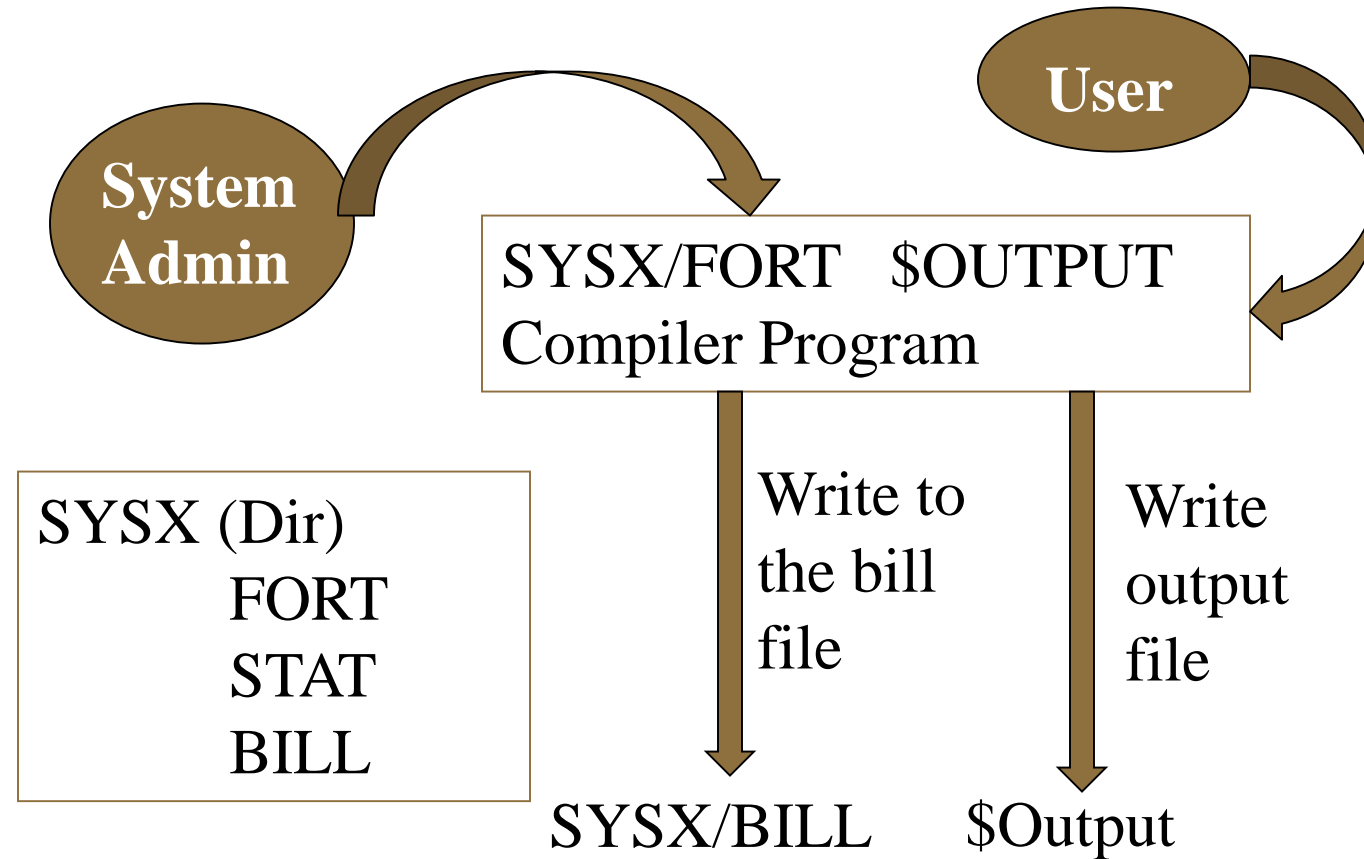 User
System
Admin
SYSX/FORT $OUTPUT
Compiler Program
SYSX (Dir)
FORT
STAT
BILL
Write to
the bill
file
Write
output
file
SYSX/BILL
$Output